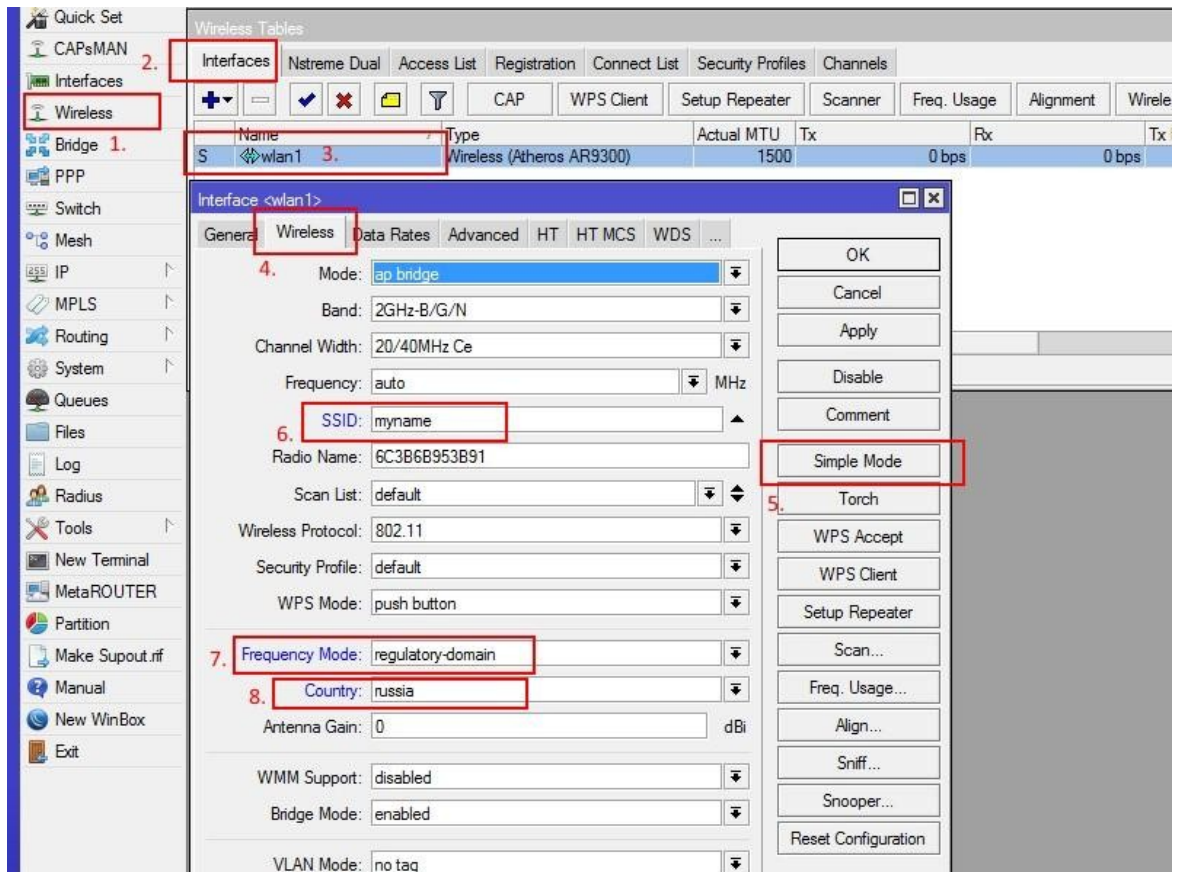 Quick Set
CAPsMAN
2.
Interfaces
Wireless
Bridge 1.
PPP
Switch
Mesh
IP
MPLS
Routing
System
Queues
Files
Log
Radius
Tools
New Terminal
MetaROUTER
Partition
Make Supout.rif
Manual
New WinBox
Exit
Wireless Tables
Interfaces Nstreme Dual Access List Registration Connect List Security Profiles Channels
CAP WPS Client Setup Repeater Scanner Freq. Usage Alignment Wirele
Name Type Actual MTU Tx Rx Tx
S wlan1 3. Wireless (Atheros AR9300) 1500 0 bps 0 bps
Interface <wlan1>
General Wireless Data Rates Advanced HT HT MCS WDS ...
4.
Mode: ap bridge
Band: 2GHz-B/G/N
Channel Width: 20/40MHz Ce
Frequency: auto MHz
6. SSID: myname
Radio Name: 6C3B6B953B91
Scan List: default
Wireless Protocol: 802.11
Security Profile: default
WPS Mode: push button
7. Frequency Mode: regulatory-domain
8. Country: russia
Antenna Gain: 0 dBi
WMM Support: disabled
Bridge Mode: enabled
VLAN Mode: no tag
OK
Cancel
Apply
Disable
Comment
Simple Mode
5. Torch
WPS Accept
WPS Client
Setup Repeater
Scan...
Freq. Usage...
Align...
Sniff...
Snooper...
Reset Configuration